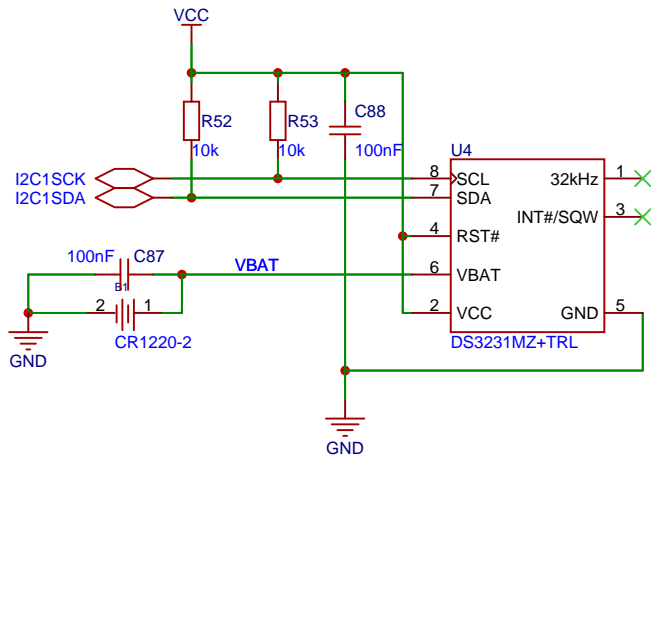 VCC
R52
10k
R53
10k
C88
100nF
I2C1SCK
I2C1SDA
U4
8
SCL
7
SDA
4
RST#
6
VBAT
2
VCC
32kHz
1
INT#/SQW
3
GND
5
DS3231MZ+TRL
100nF
C87
VBAT
B1
2
1
CR1220-2
GND
GND